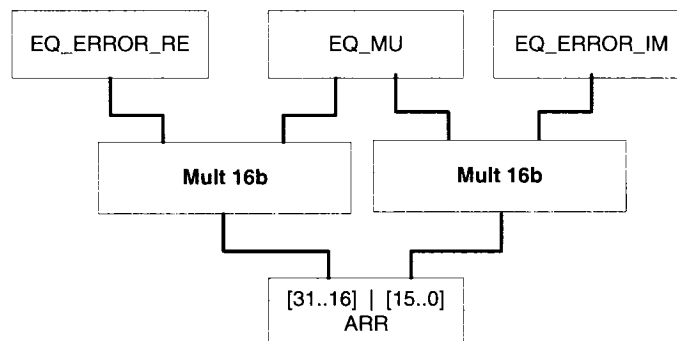 EQ_ERROR_RE
EQ_MU
EQ_ERROR_IM
Mult 16b
Mult 16b
[31..16] | [15..0]
ARR